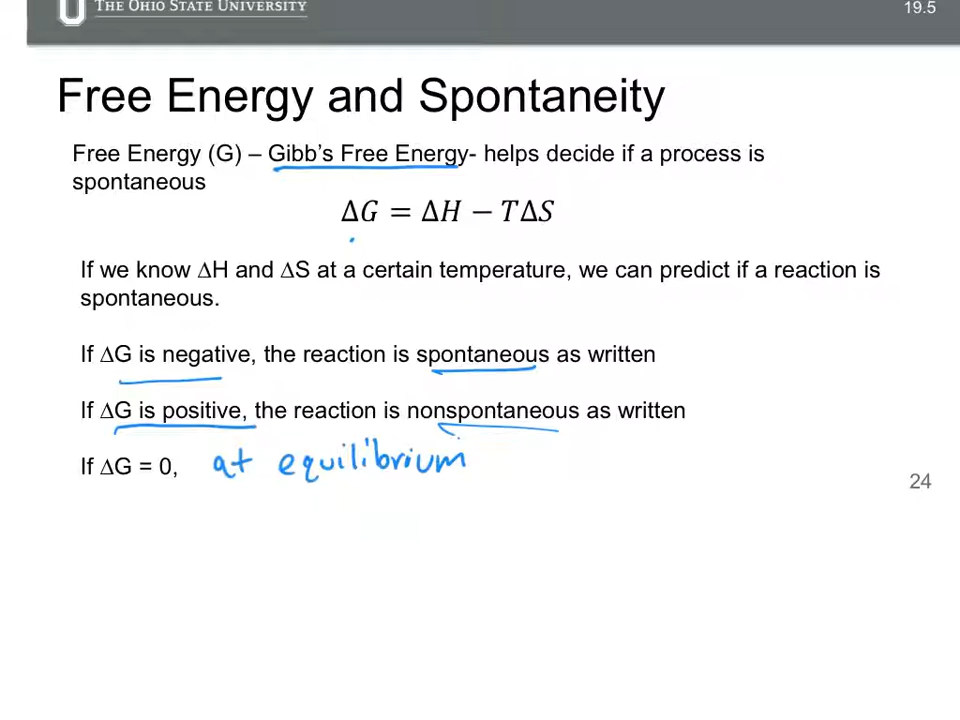 THE OHIO STATE UNIVERSITY
19.5
Free Energy and Spontaneity
Free Energy (G) – Gibb's Free Energy- helps decide if a process is
spontaneous
ΔG = ΔH − TΔS
If we know ΔH and ΔS at a certain temperature, we can predict if a reaction is
spontaneous.
If ΔG is negative, the reaction is spontaneous as written
If ΔG is positive, the reaction is nonspontaneous as written
If ΔG = 0, at equilibrium
24